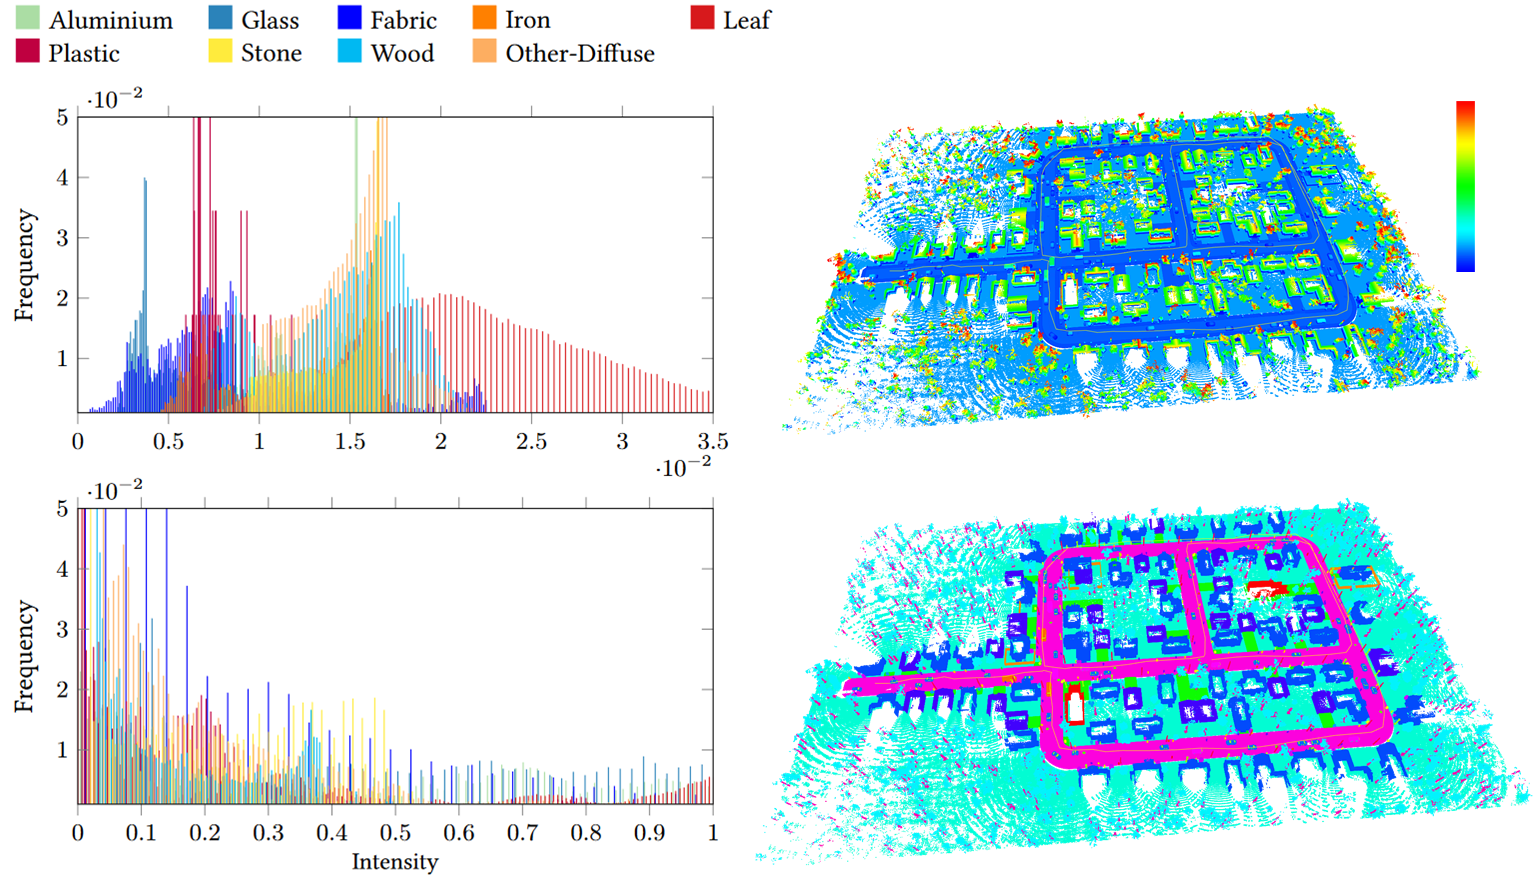 Aluminium Glass Fabric Iron Leaf
Plastic Stone Wood Other-Diffuse
·10⁻²
5
4
3
2
1
Frequency
0 0.5 1 1.5 2 2.5 3 3.5
·10⁻²
·10⁻²
5
4
3
2
1
Frequency
0 0.1 0.2 0.3 0.4 0.5 0.6 0.7 0.8 0.9 1
Intensity